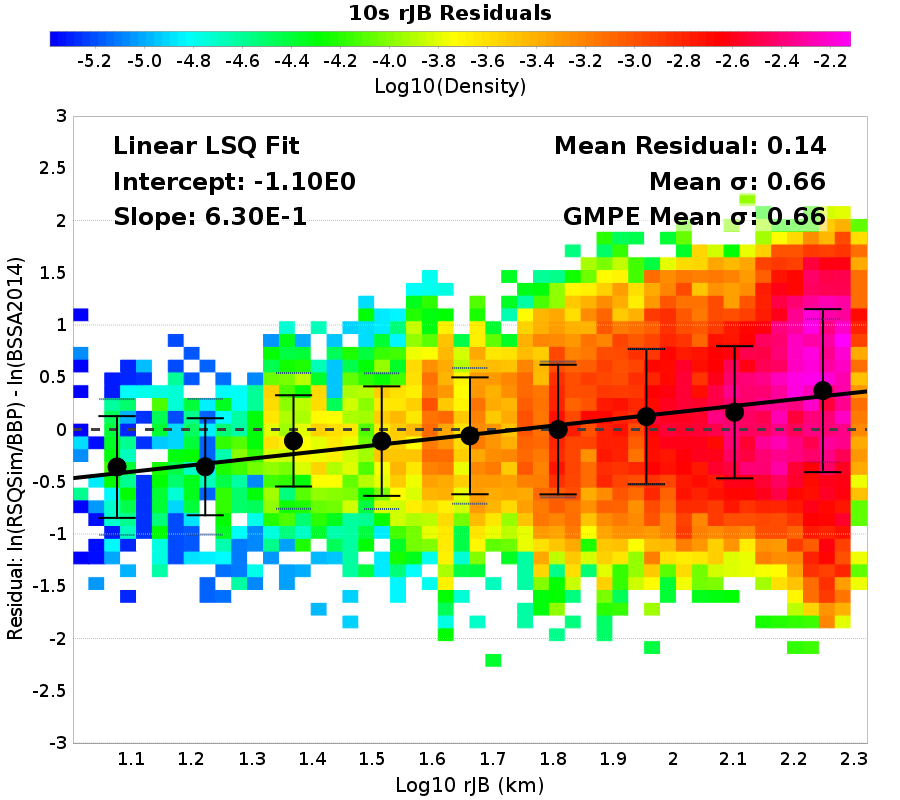 10s rJB Residuals
-5.2 -5.0 -4.8 -4.6 -4.4 -4.2 -4.0 -3.8 -3.6 -3.4 -3.2 -3.0 -2.8 -2.6 -2.4 -2.2
Log10(Density)
Linear LSQ Fit
Intercept: -1.10E0
Slope: 6.30E-1
Mean Residual: 0.14
Mean σ: 0.66
GMPE Mean σ: 0.66
Residual: ln(RSQSim/BBP) - ln(BSSA2014)
3
2.5
2
1.5
1
0.5
0
-0.5
-1
-1.5
-2
-2.5
-3
1.1 1.2 1.3 1.4 1.5 1.6 1.7 1.8 1.9 2 2.1 2.2 2.3
Log10 rJB (km)